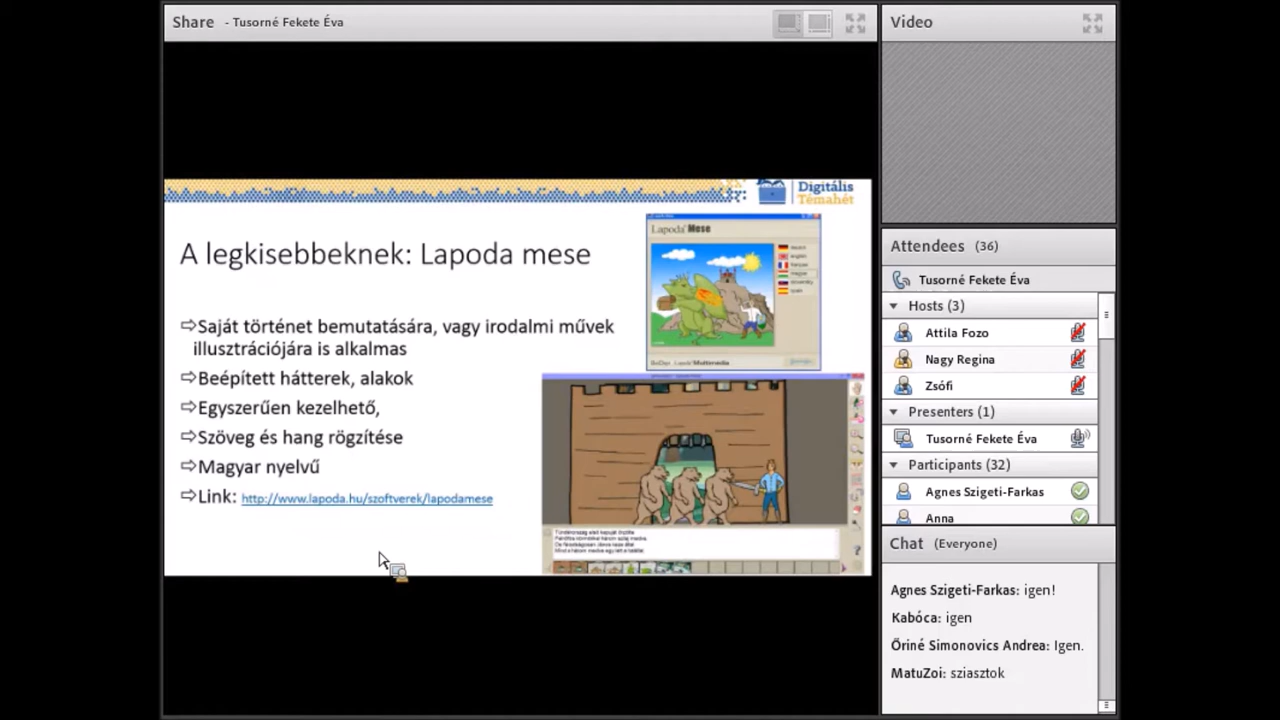 Share - Tusorné Fekete Éva
Digitális
Témahét
A legkisebbeknek: Lapoda mese
⇨Saját történet bemutatására, vagy irodalmi művek
illusztrációjára is alkalmas
⇨Beépített hátterek, alakok
⇨Egyszerűen kezelhető,
⇨Szöveg és hang rögzítése
⇨Magyar nyelvű
⇨Link: http://www.lapoda.hu/szoftverek/lapodamese
Lapoda Mese
Video
Attendees (36)
Tusorné Fekete Éva
Hosts (3)
Attila Fozo
Nagy Regina
Zsófi
Presenters (1)
Tusorné Fekete Éva
Participants (32)
Agnes Szigeti-Farkas
Anna
Chat (Everyone)
Agnes Szigeti-Farkas: igen!
Kabóca: igen
Őriné Simonovics Andrea: Igen.
MatuZoi: sziasztok